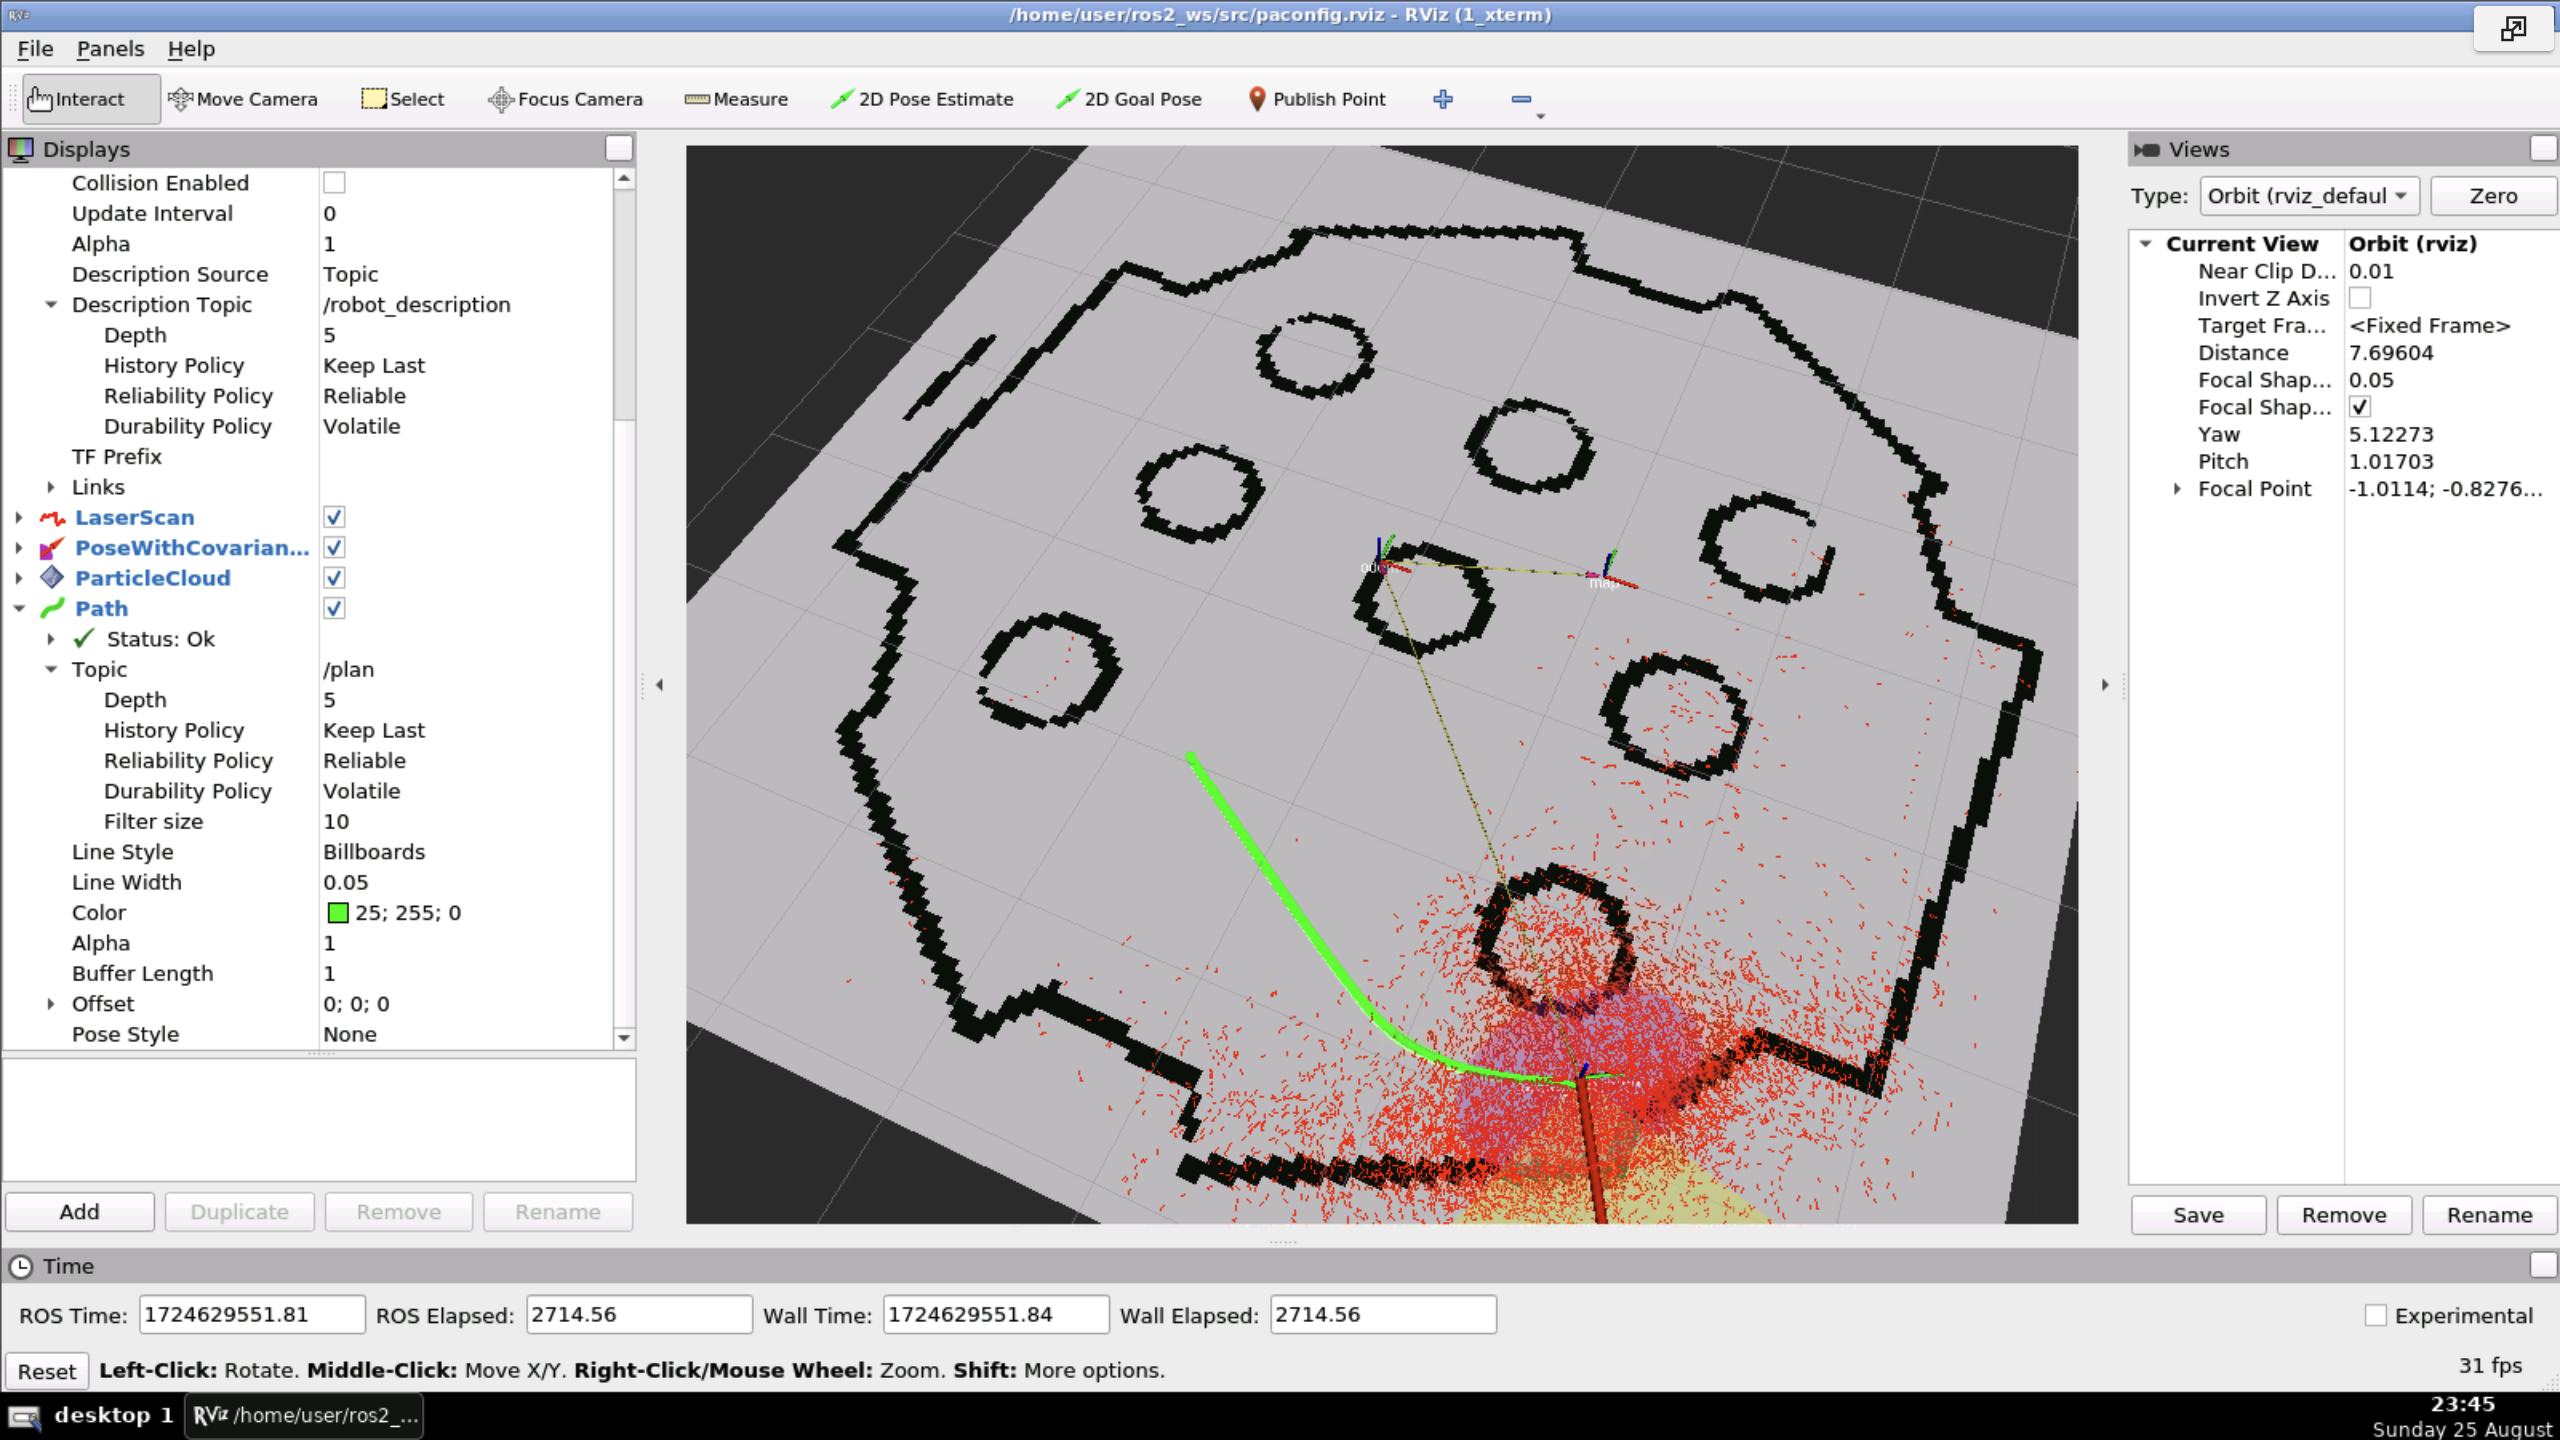 /home/user/ros2_ws/src/paconfig.rviz - RViz (1_xterm)
File Panels Help
Interact Move Camera Select Focus Camera Measure 2D Pose Estimate 2D Goal Pose Publish Point
Displays
Collision Enabled
Update Interval 0
Alpha 1
Description Source Topic
Description Topic /robot_description
Depth 5
History Policy Keep Last
Reliability Policy Reliable
Durability Policy Volatile
TF Prefix
Links
LaserScan
PoseWithCovarian...
ParticleCloud
Path
Status: Ok
Topic /plan
Depth 5
History Policy Keep Last
Reliability Policy Reliable
Durability Policy Volatile
Filter size 10
Line Style Billboards
Line Width 0.05
Color 25; 255; 0
Alpha 1
Buffer Length 1
Offset 0; 0; 0
Pose Style None
Add Duplicate Remove Rename
map
Views
Type: Orbit (rviz_defaul Zero
Current View Orbit (rviz)
Near Clip D... 0.01
Invert Z Axis
Target Fra... <Fixed Frame>
Distance 7.69604
Focal Shap... 0.05
Focal Shap...
Yaw 5.12273
Pitch 1.01703
Focal Point -1.0114; -0.8276...
Save Remove Rename
Time
ROS Time: 1724629551.81 ROS Elapsed: 2714.56 Wall Time: 1724629551.84 Wall Elapsed: 2714.56 Experimental
Reset Left-Click: Rotate. Middle-Click: Move X/Y. Right-Click/Mouse Wheel: Zoom. Shift: More options. 31 fps
desktop 1 RViz /home/user/ros2_...
23:45
Sunday 25 August